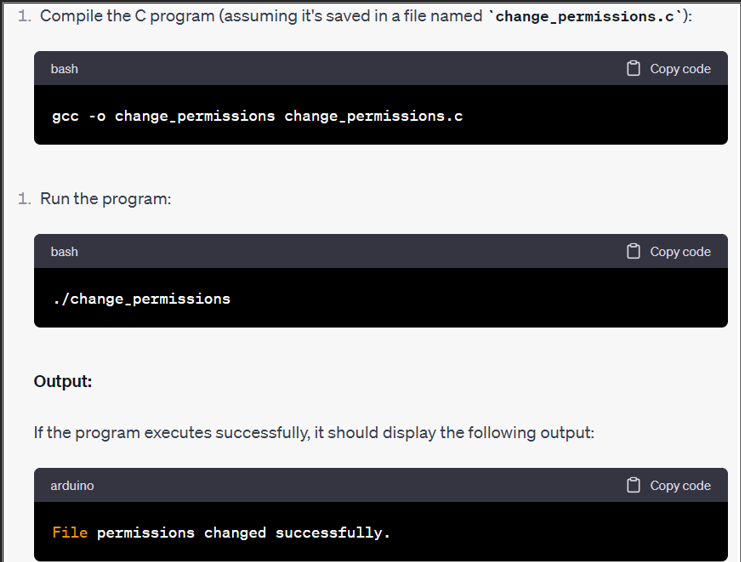 1. Compile the C program (assuming it's saved in a file named `change_permissions.c`):
bash Copy code
gcc -o change_permissions change_permissions.c
1. Run the program:
bash Copy code
./change_permissions
Output:
If the program executes successfully, it should display the following output:
arduino Copy code
File permissions changed successfully.